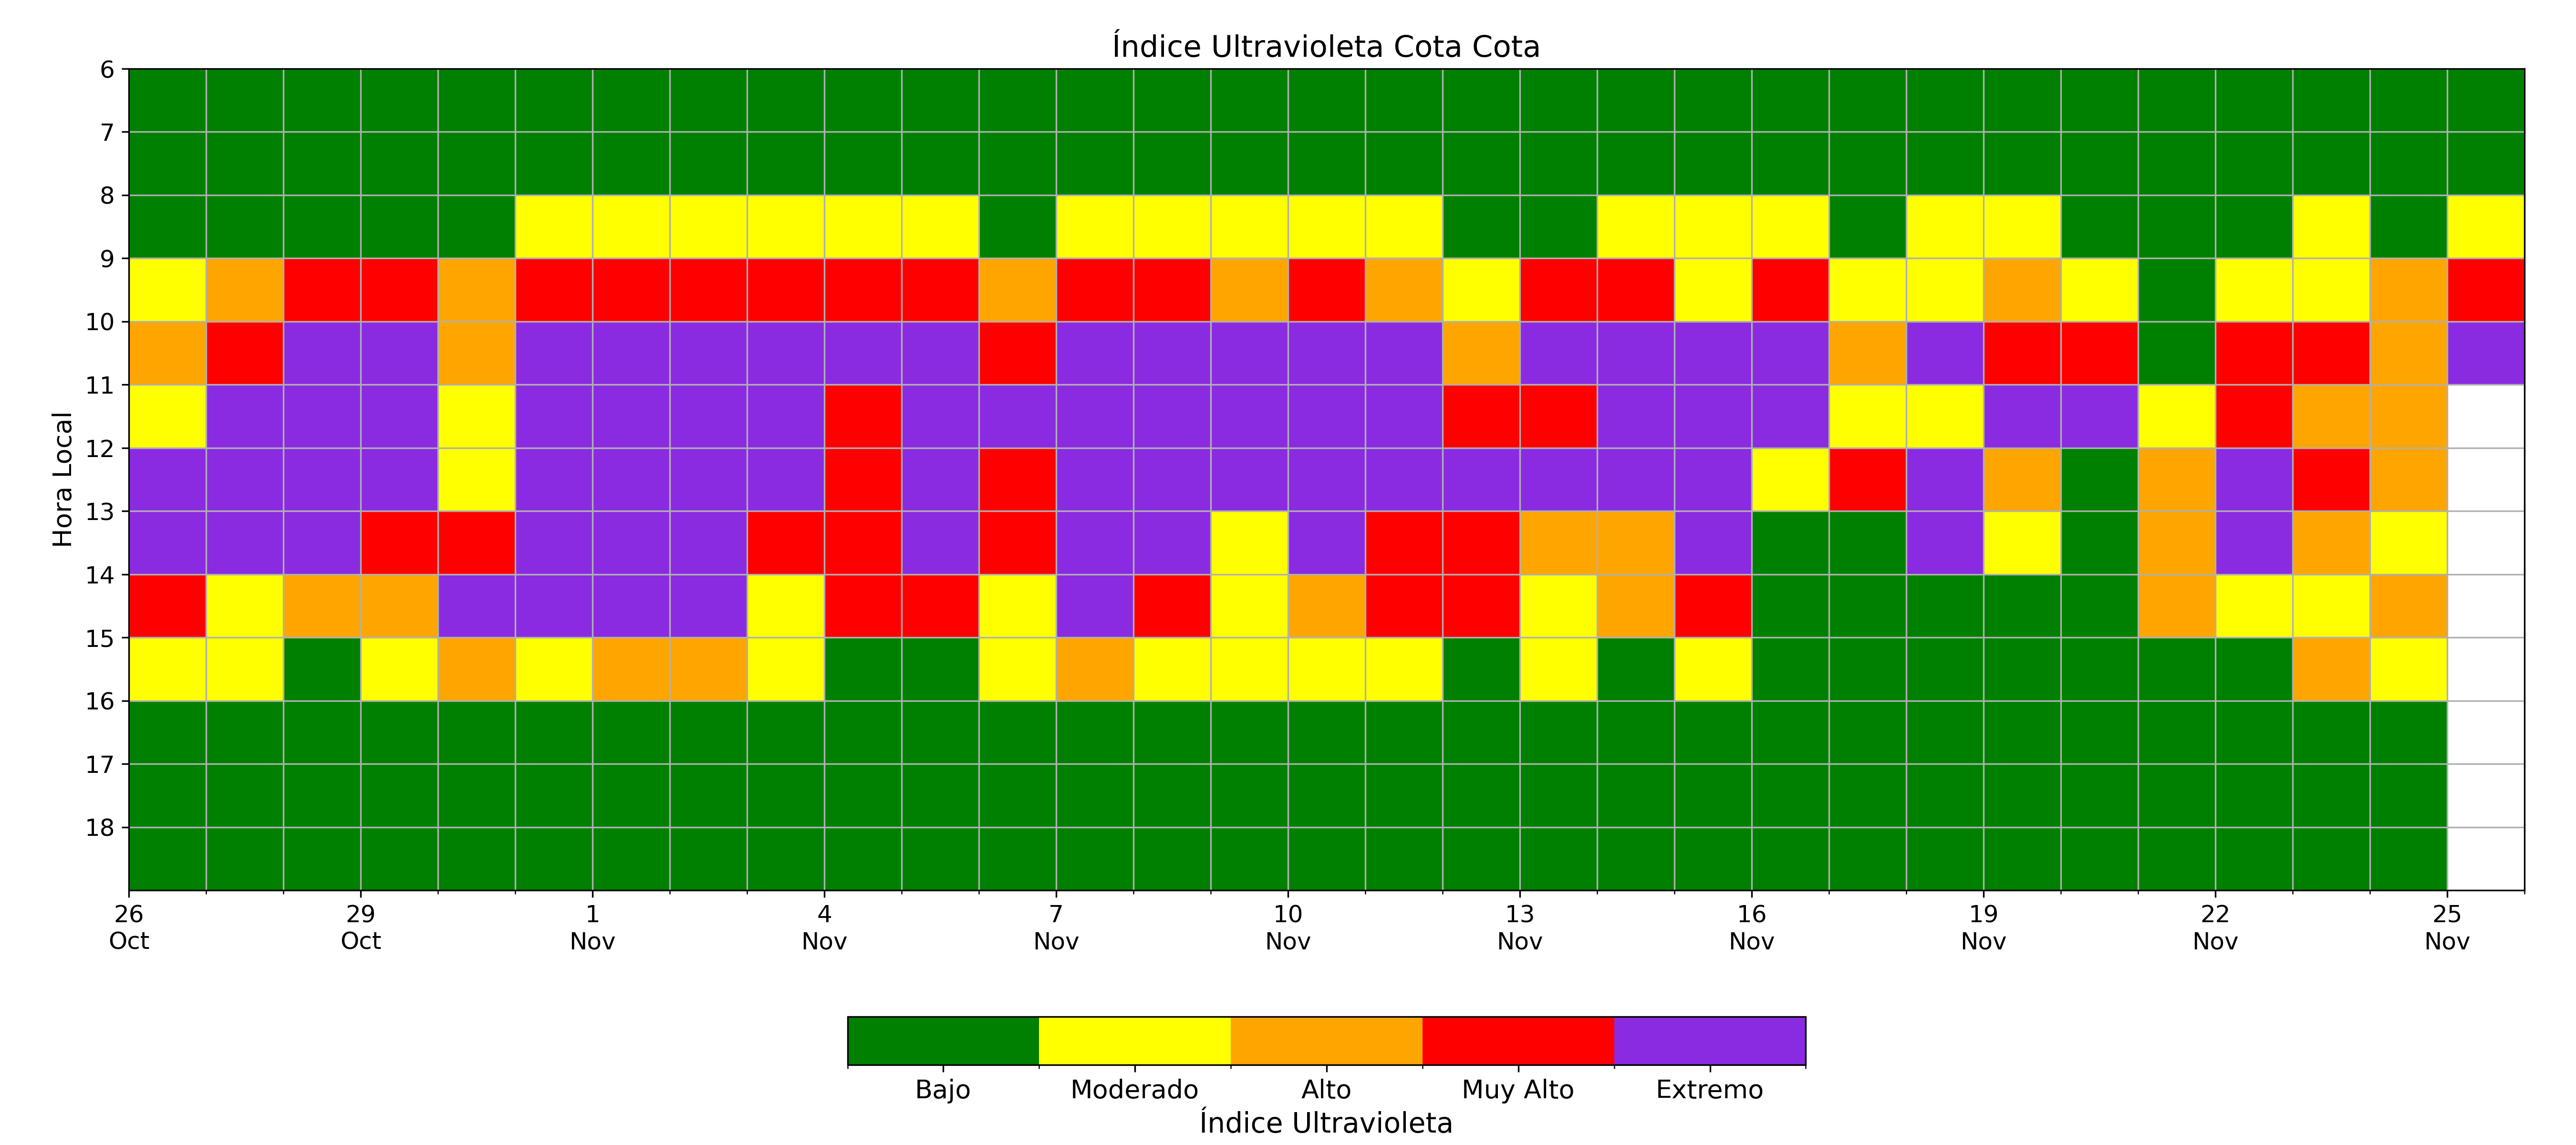 Índice Ultravioleta Cota Cota
Hora Local
6
7
8
9
10
11
12
13
14
15
16
17
18
26 29 1 4 7 10 13 16 19 22 25
Oct Oct Nov Nov Nov Nov Nov Nov Nov Nov Nov
Bajo Moderado Alto Muy Alto Extremo
Índice Ultravioleta